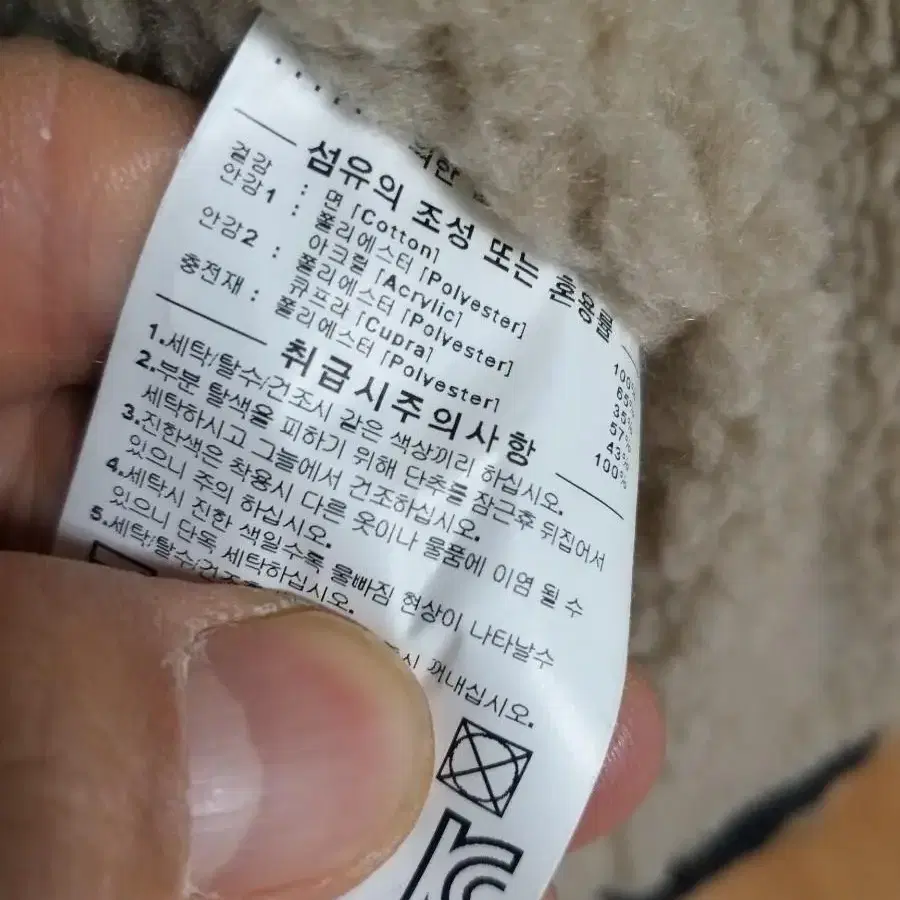 의한
섬유의 조성 또는 혼용률
겉감 : 면 [Cotton] 100%
안감1 : 폴리에스터 [Polyester] 65%
아크릴 [Acrylic] 35%
안감2 : 폴리에스터 [Polyester] 57%
큐프라 [Cupra] 43%
충전재 : 폴리에스터 [Polyester] 100%
취급시주의사항
1.세탁/탈수/건조시 같은 색상끼리 하십시오.
2.부분 탈색을 피하기 위해 단추를 잠근후 뒤집어서
세탁하시고 그늘에서 건조하십시오.
3.진한색은 착용시 다른 옷이나 물품에 이염 될 수
있으니 주의 하십시오.
4.세탁시 진한 색일수록 물빠짐 현상이 나타날수
있으니 단독 세탁하십시오.
5.세탁/탈수/건조 꺼내십시오.